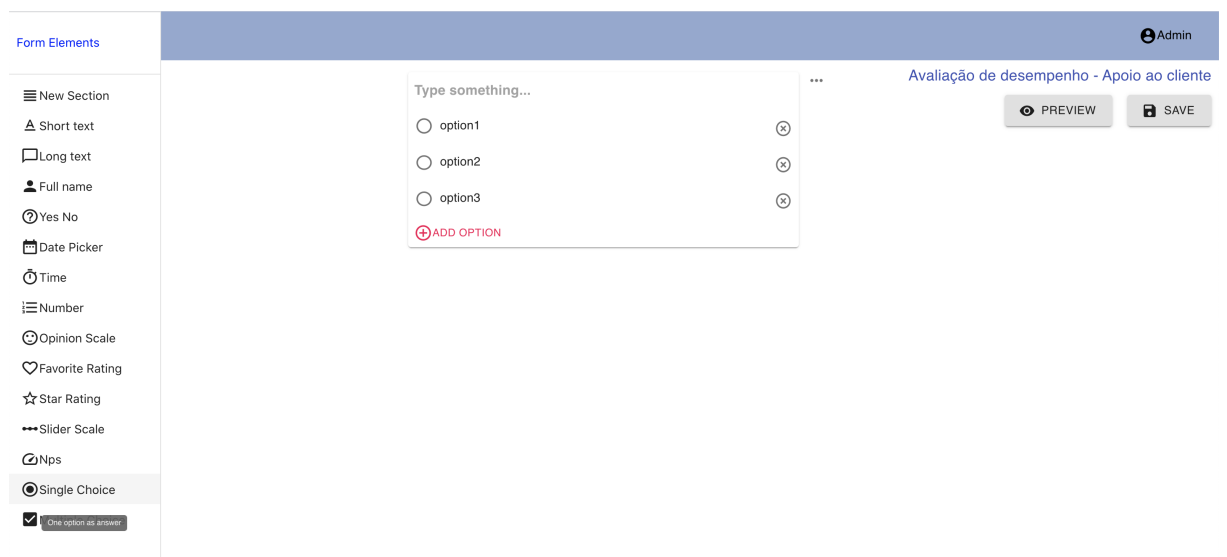 Form Elements
Admin
New Section
Short text
Long text
Full name
Yes No
Date Picker
Time
Number
Opinion Scale
Favorite Rating
Star Rating
Slider Scale
Nps
Single Choice
One option as answer
Type something...
option1
option2
option3
ADD OPTION
Avaliação de desempenho - Apoio ao cliente
PREVIEW
SAVE